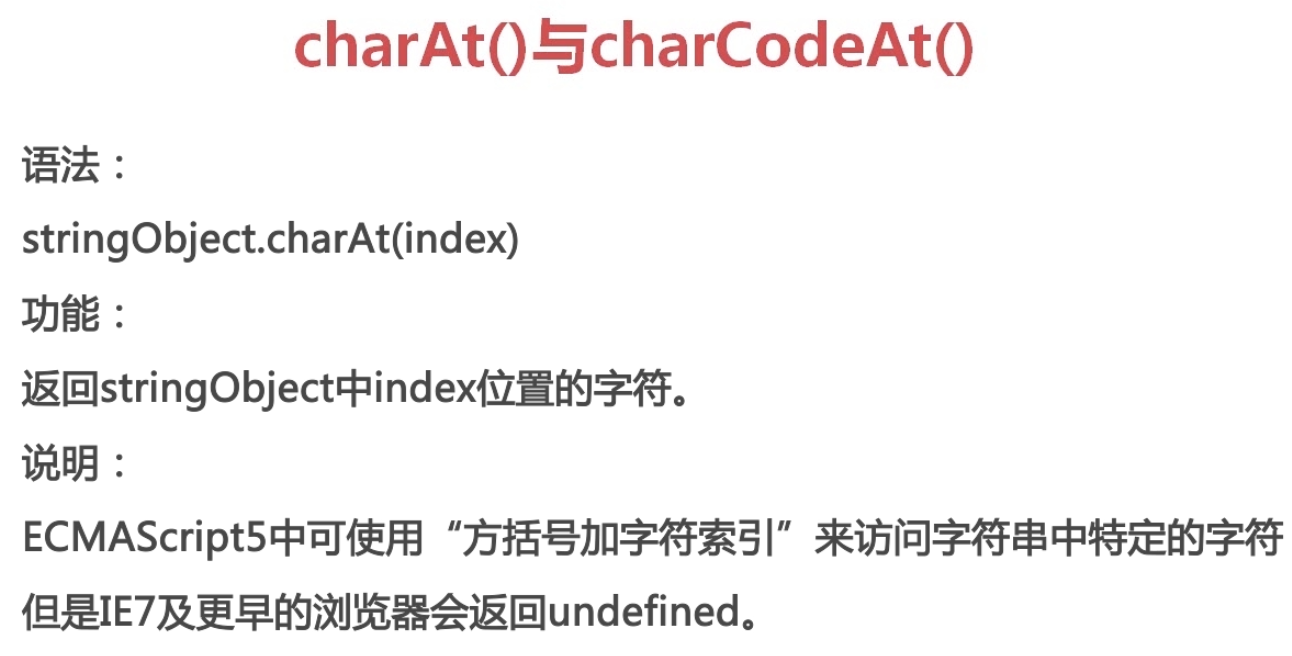 charAt()与charCodeAt()
语法：
stringObject.charAt(index)
功能：
返回stringObject中index位置的字符。
说明：
ECMAScript5中可使用“方括号加字符索引”来访问字符串中特定的字符
但是IE7及更早的浏览器会返回undefined。